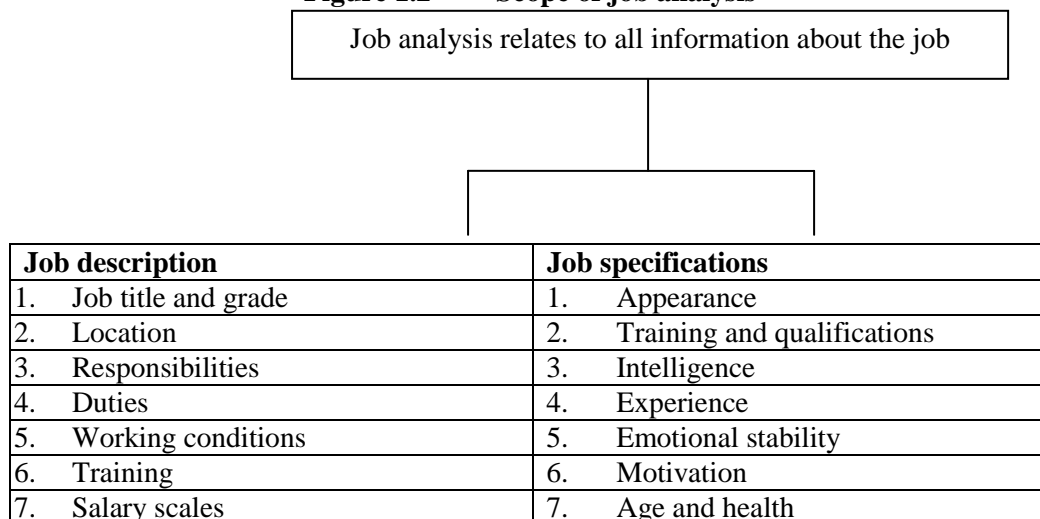 Figure 1.2 Scope of job analysis
Job analysis relates to all information about the job
Job description Job specifications
1. Job title and grade 1. Appearance
2. Location 2. Training and qualifications
3. Responsibilities 3. Intelligence
4. Duties 4. Experience
5. Working conditions 5. Emotional stability
6. Training 6. Motivation
7. Salary scales 7. Age and health